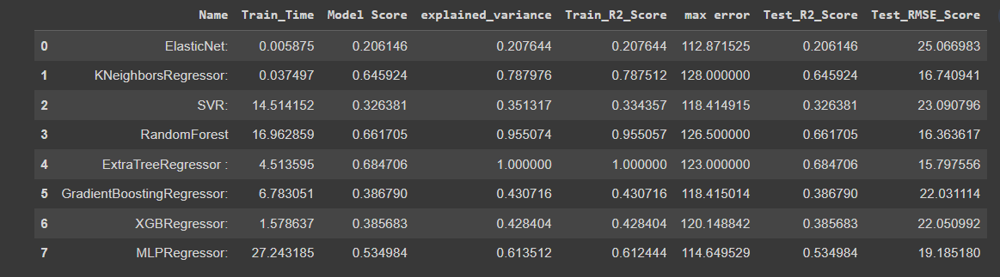 Name Train_Time Model Score explained_variance Train_R2_Score max error Test_R2_Score Test_RMSE_Score
0 ElasticNet: 0.005875 0.206146 0.207644 0.207644 112.871525 0.206146 25.066983
1 KNeighborsRegressor: 0.037497 0.645924 0.787976 0.787512 128.000000 0.645924 16.740941
2 SVR: 14.514152 0.326381 0.351317 0.334357 118.414915 0.326381 23.090796
3 RandomForest 16.962859 0.661705 0.955074 0.955057 126.500000 0.661705 16.363617
4 ExtraTreeRegressor : 4.513595 0.684706 1.000000 1.000000 123.000000 0.684706 15.797556
5 GradientBoostingRegressor: 6.783051 0.386790 0.430716 0.430716 118.415014 0.386790 22.031114
6 XGBRegressor: 1.578637 0.385683 0.428404 0.428404 120.148842 0.385683 22.050992
7 MLPRegressor: 27.243185 0.534984 0.613512 0.612444 114.649529 0.534984 19.185180